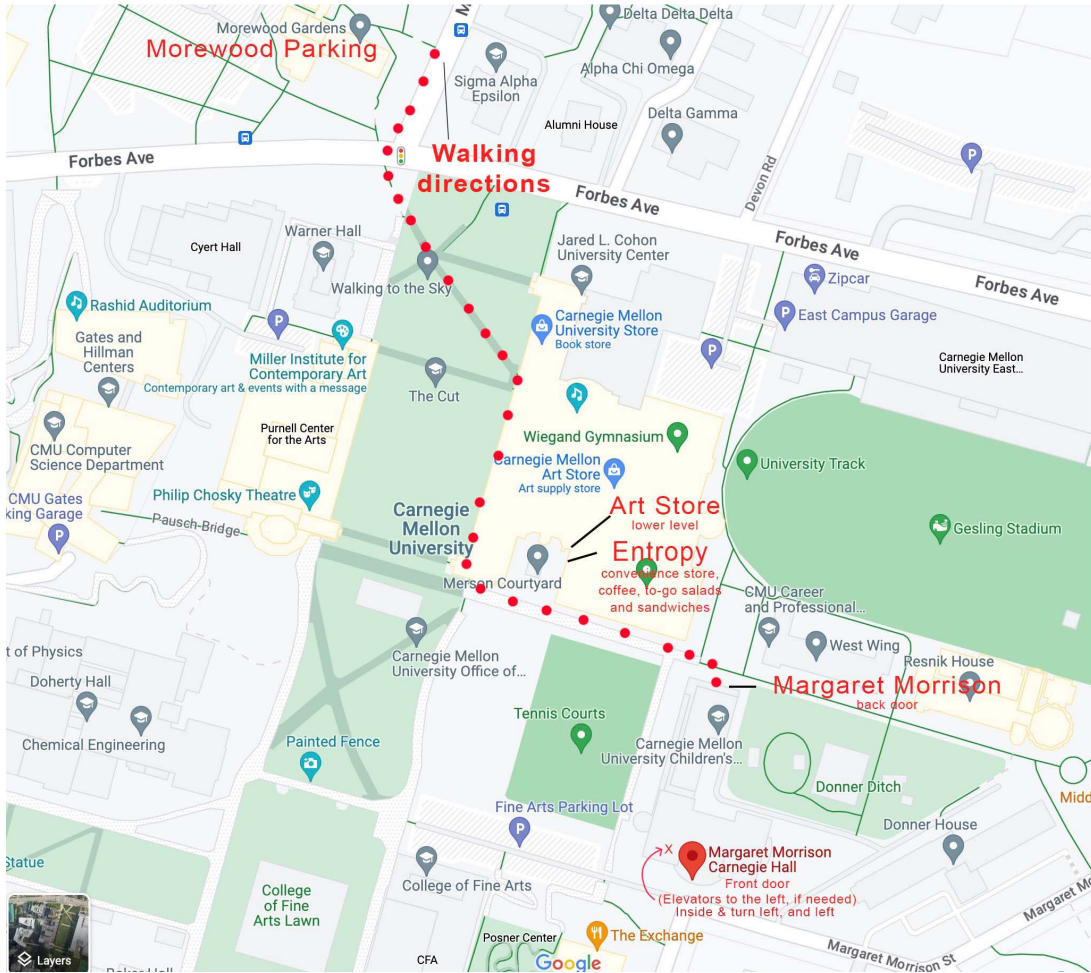 Delta Delta Delta
Morewood Gardens
M
Morewood Parking
Sigma Alpha
Epsilon
Alpha Chi Omega
Alumni House
Delta Gamma
P
Forbes Ave
Walking
directions
Devon Rd
Forbes Ave
Forbes Ave
Forbes Ave
Cyert Hall
Warner Hall
Jared L. Cohon
University Center
Walking to the Sky
Zipcar
Rashid Auditorium
P
Carnegie Mellon
University Store
Book store
P
East Campus Garage
Gates and
Hillman
Centers
Miller Institute for
Contemporary Art
Contemporary art & events with a message
P
Carnegie Mellon
University East...
The Cut
Purnell Center
for the Arts
Wiegand Gymnasium
CMU Computer
Science Department
Carnegie Mellon
Art Store
Art supply store
University Track
Philip Chosky Theatre
CMU Gates
king Garage
P
Pausch-Bridge
Carnegie
Mellon
University
Art Store
lower level
Gesling Stadium
Entropy
convenience store,
coffee, to-go salads
and sandwiches
Merson Courtyard
CMU Career
and Professional...
West Wing
t of Physics
Carnegie Mellon
University Office of...
Resnik House
Doherty Hall
Margaret Morrison
back door
Tennis Courts
Chemical Engineering
Carnegie Mellon
University Children's...
Painted Fence
Donner Ditch
Midd
Fine Arts Parking Lot
P
Donner House
X
Margaret Morrison
Carnegie Hall
Front door
(Elevators to the left, if needed)
Inside & turn left, and left
Statue
College of Fine Arts
College
of Fine
Arts Lawn
Margaret Mo
Margaret Morrison St
Posner Center
The Exchange
Layers
CFA
Google
Baker Hall